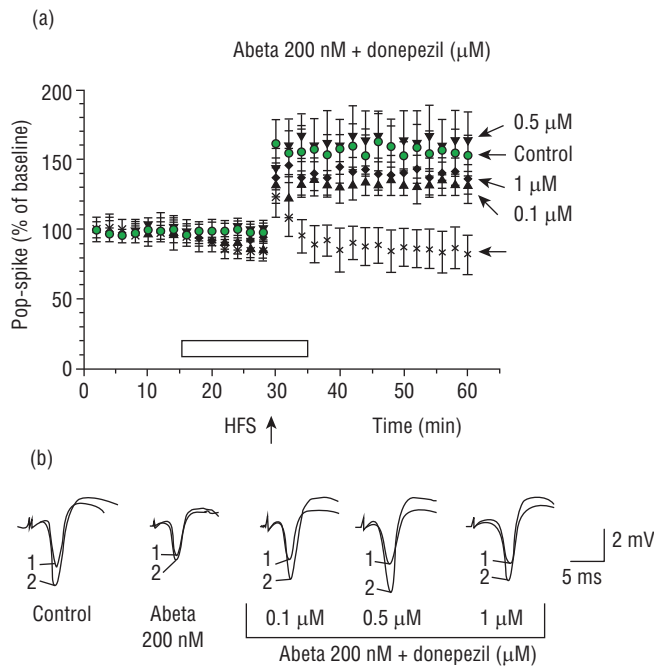 (a)
Abeta 200 nM + donepezil (μM)
Pop-spike (% of baseline)
200
150
100
50
0
0.5 μM
Control
1 μM
0.1 μM
0 10 20 30 40 50 60
HFS Time (min)
(b)
1 1 1 1 1
2 2 2 2 2
2 mV
5 ms
Control Abeta 0.1 μM 0.5 μM 1 μM
200 nM
Abeta 200 nM + donepezil (μM)